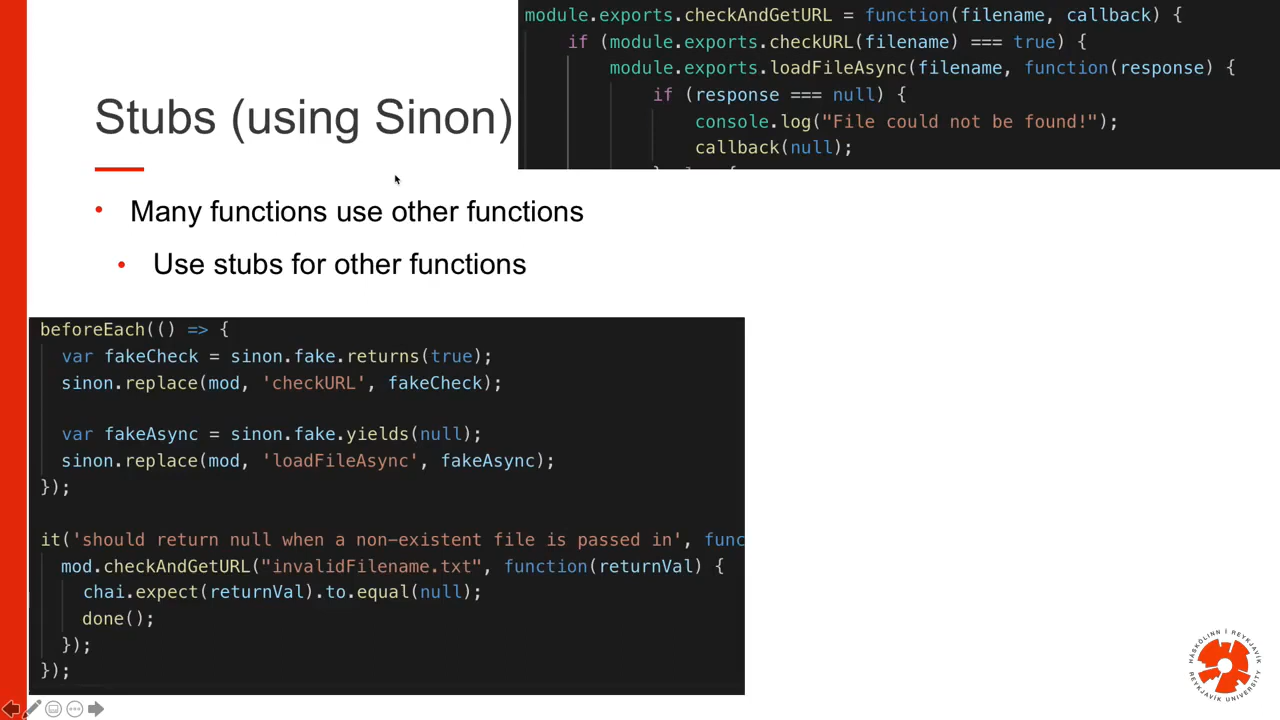 module.exports.checkAndGetURL = function(filename, callback) {
if (module.exports.checkURL(filename) === true) {
module.exports.loadFileAsync(filename, function(response) {
if (response === null) {
console.log("File could not be found!");
callback(null);
Stubs (using Sinon)
• Many functions use other functions
• Use stubs for other functions
beforeEach(() => {
var fakeCheck = sinon.fake.returns(true);
sinon.replace(mod, 'checkURL', fakeCheck);
var fakeAsync = sinon.fake.yields(null);
sinon.replace(mod, 'loadFileAsync', fakeAsync);
});
it('should return null when a non-existent file is passed in', func
mod.checkAndGetURL("invalidFilename.txt", function(returnVal) {
chai.expect(returnVal).to.equal(null);
done();
});
});
HÁSKÓLINN Í REYKJAVÍK
REYKJAVÍK UNIVERSITY